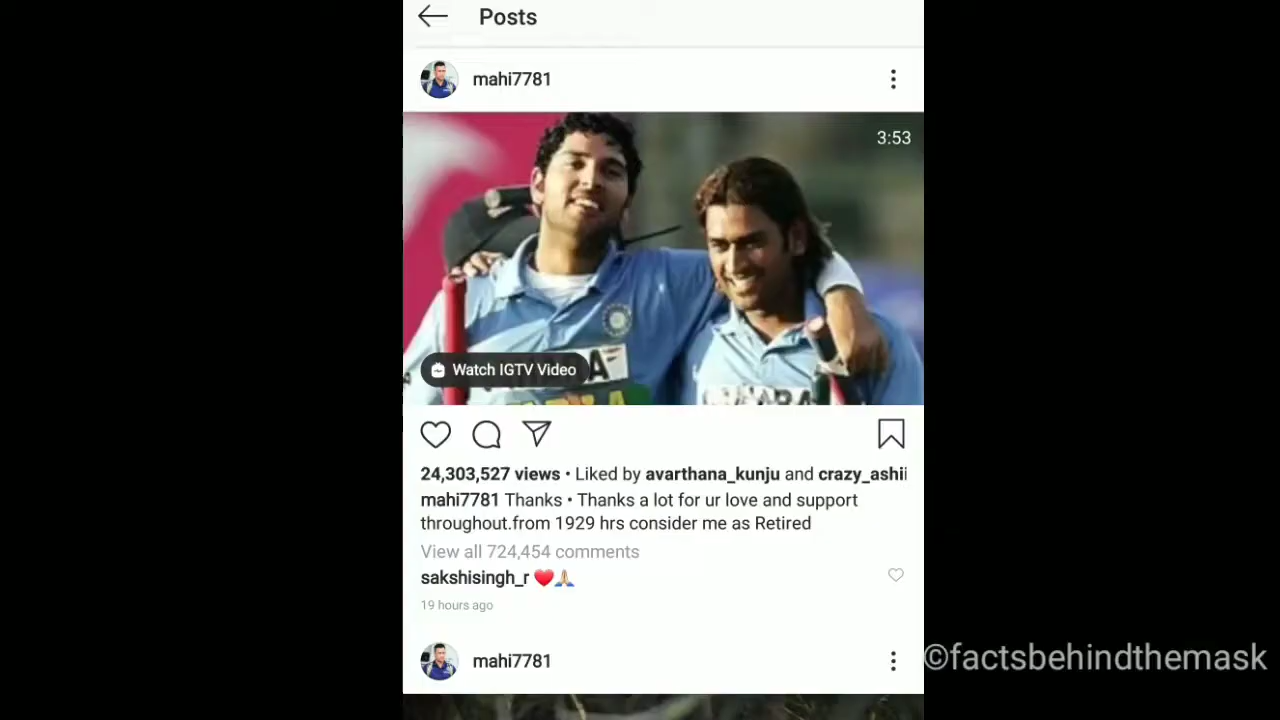 Posts
mahi7781
3:53
Watch IGTV Video
24,303,527 views • Liked by avarthana_kunju and crazy_ashii
mahi7781 Thanks • Thanks a lot for ur love and support
throughout.from 1929 hrs consider me as Retired
View all 724,454 comments
sakshisingh_r ❤️🙏
19 hours ago
mahi7781
©factsbehindthemask